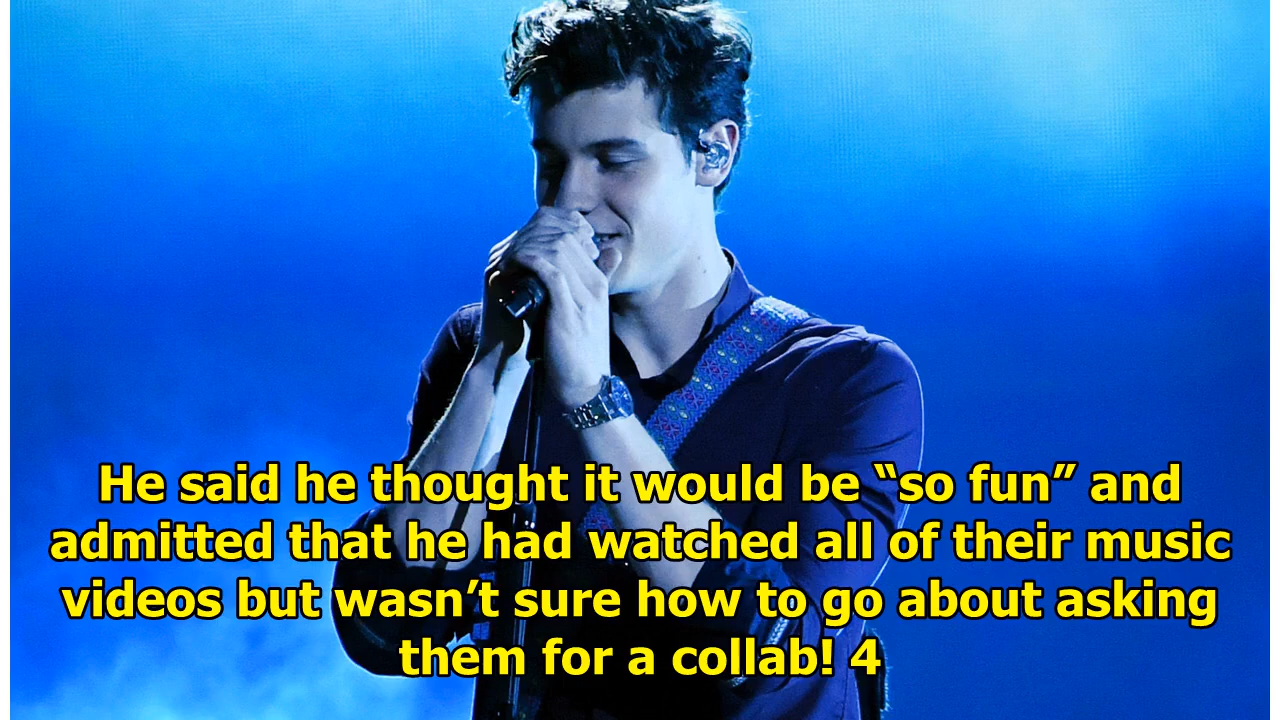 He said he thought it would be “so fun” and
admitted that he had watched all of their music
videos but wasn’t sure how to go about asking
them for a collab! 4